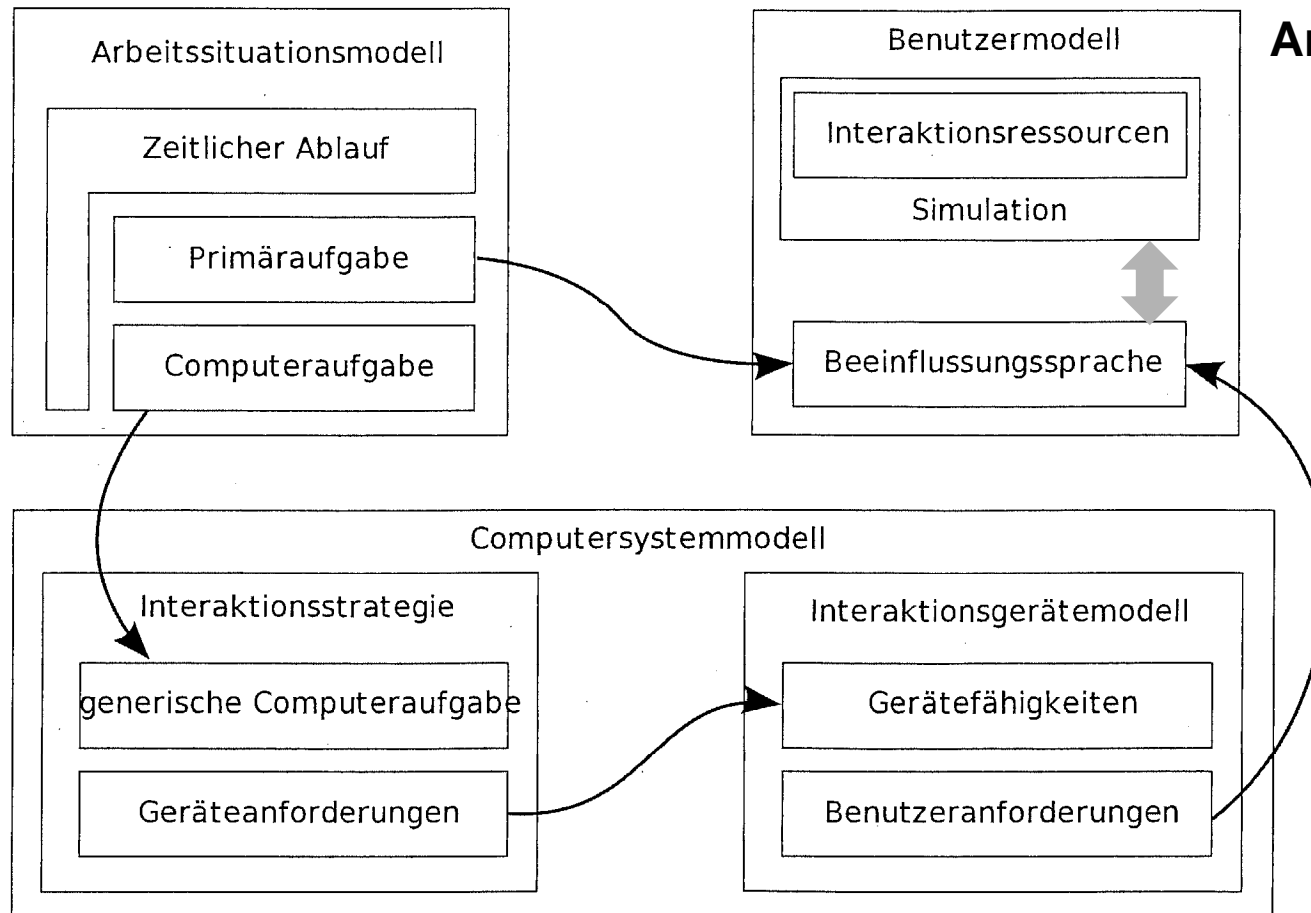 Arbeitssituationsmodell
Zeitlicher Ablauf
Primäraufgabe
Computeraufgabe
Benutzermodell
Interaktionsressourcen
Simulation
Beeinflussungssprache
Computersystemmodell
Interaktionsstrategie
generische Computeraufgabe
Geräteanforderungen
Interaktionsgerätemodell
Gerätefähigkeiten
Benutzeranforderungen